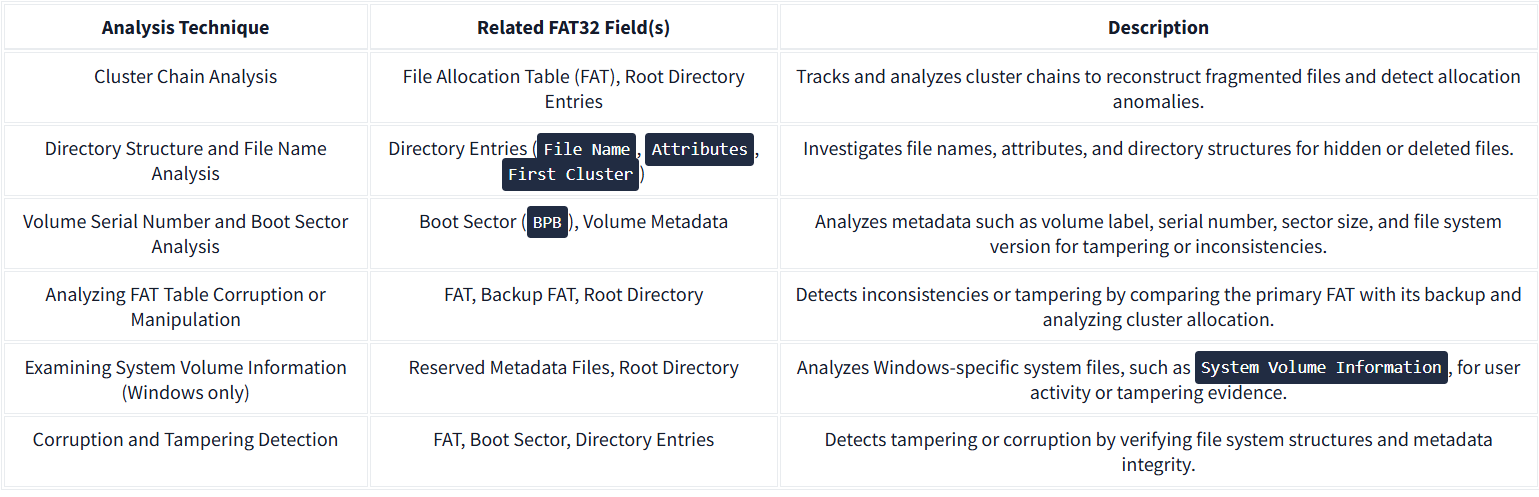 Analysis Technique Related FAT32 Field(s) Description
Cluster Chain Analysis
File Allocation Table (FAT), Root Directory
Entries
Tracks and analyzes cluster chains to reconstruct fragmented files and detect allocation
anomalies.
Directory Structure and File Name
Analysis
Directory Entries (File Name, Attributes,
First Cluster)
Investigates file names, attributes, and directory structures for hidden or deleted files.
Volume Serial Number and Boot Sector
Analysis
Boot Sector (BPB), Volume Metadata
Analyzes metadata such as volume label, serial number, sector size, and file system
version for tampering or inconsistencies.
Analyzing FAT Table Corruption or
Manipulation
FAT, Backup FAT, Root Directory
Detects inconsistencies or tampering by comparing the primary FAT with its backup and
analyzing cluster allocation.
Examining System Volume Information
(Windows only)
Reserved Metadata Files, Root Directory
Analyzes Windows-specific system files, such as System Volume Information, for user
activity or tampering evidence.
Corruption and Tampering Detection
FAT, Boot Sector, Directory Entries
Detects tampering or corruption by verifying file system structures and metadata
integrity.